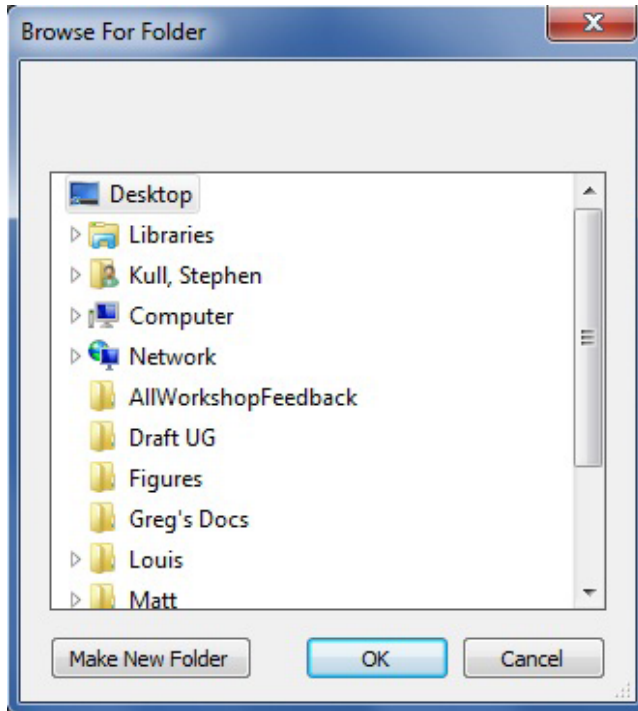 Browse For Folder
Desktop
Libraries
Kull, Stephen
Computer
Network
AllWorkshopFeedback
Draft UG
Figures
Greg's Docs
Louis
Matt
Make New Folder OK Cancel